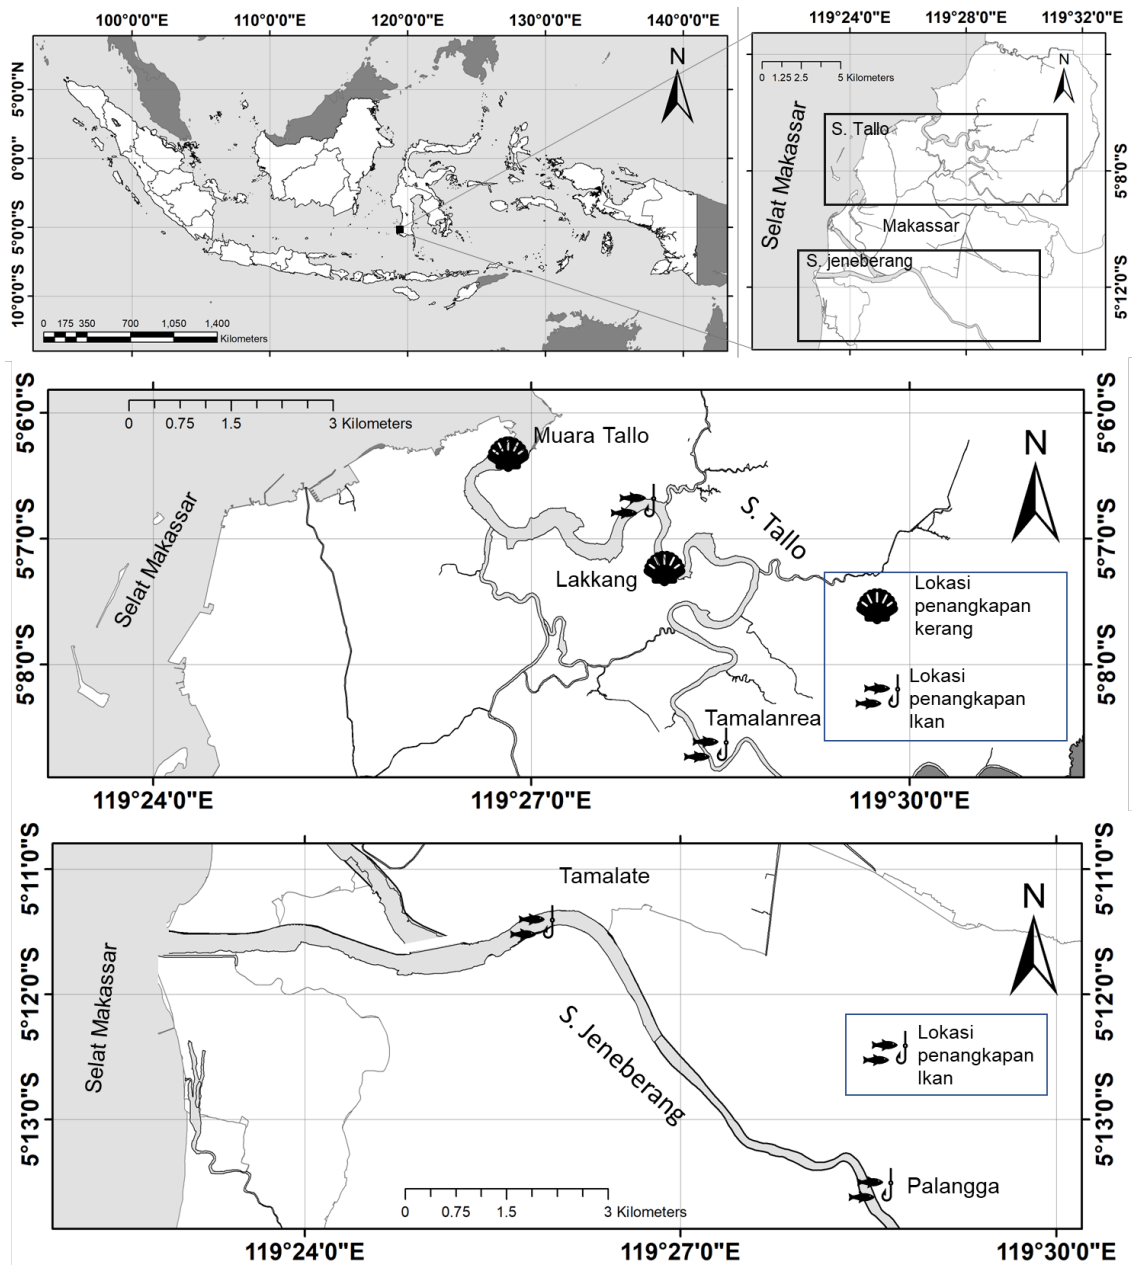 100°0'0"E 110°0'0"E 120°0'0"E 130°0'0"E 140°0'0"E
5°0'0"N
0°0'0"
5°0'0"S
10°0'0"S
N
0 175 350 700 1,050 1,400
Kilometers
119°24'0"E 119°28'0"E 119°32'0"E
0 1.25 2.5 5 Kilometers
N
Selat Makassar
S. Tallo
Makassar
S. jeneberang
5°8'0"S
5°12'0"S
5°6'0"S
5°7'0"S
5°8'0"S
0 0.75 1.5 3 Kilometers
Muara Tallo
N
Selat Makassar
S. Tallo
Lakkang
Tamalanrea
Lokasi
penangkapan
kerang
Lokasi
penangkapan
Ikan
5°6'0"S
5°7'0"S
5°8'0"S
119°24'0"E 119°27'0"E 119°30'0"E
5°11'0"S
5°12'0"S
5°13'0"S
Tamalate
N
Selat Makassar
S. Jeneberang
Lokasi
penangkapan
Ikan
Palangga
0 0.75 1.5 3 Kilometers
5°11'0"S
5°12'0"S
5°13'0"S
119°24'0"E 119°27'0"E 119°30'0"E